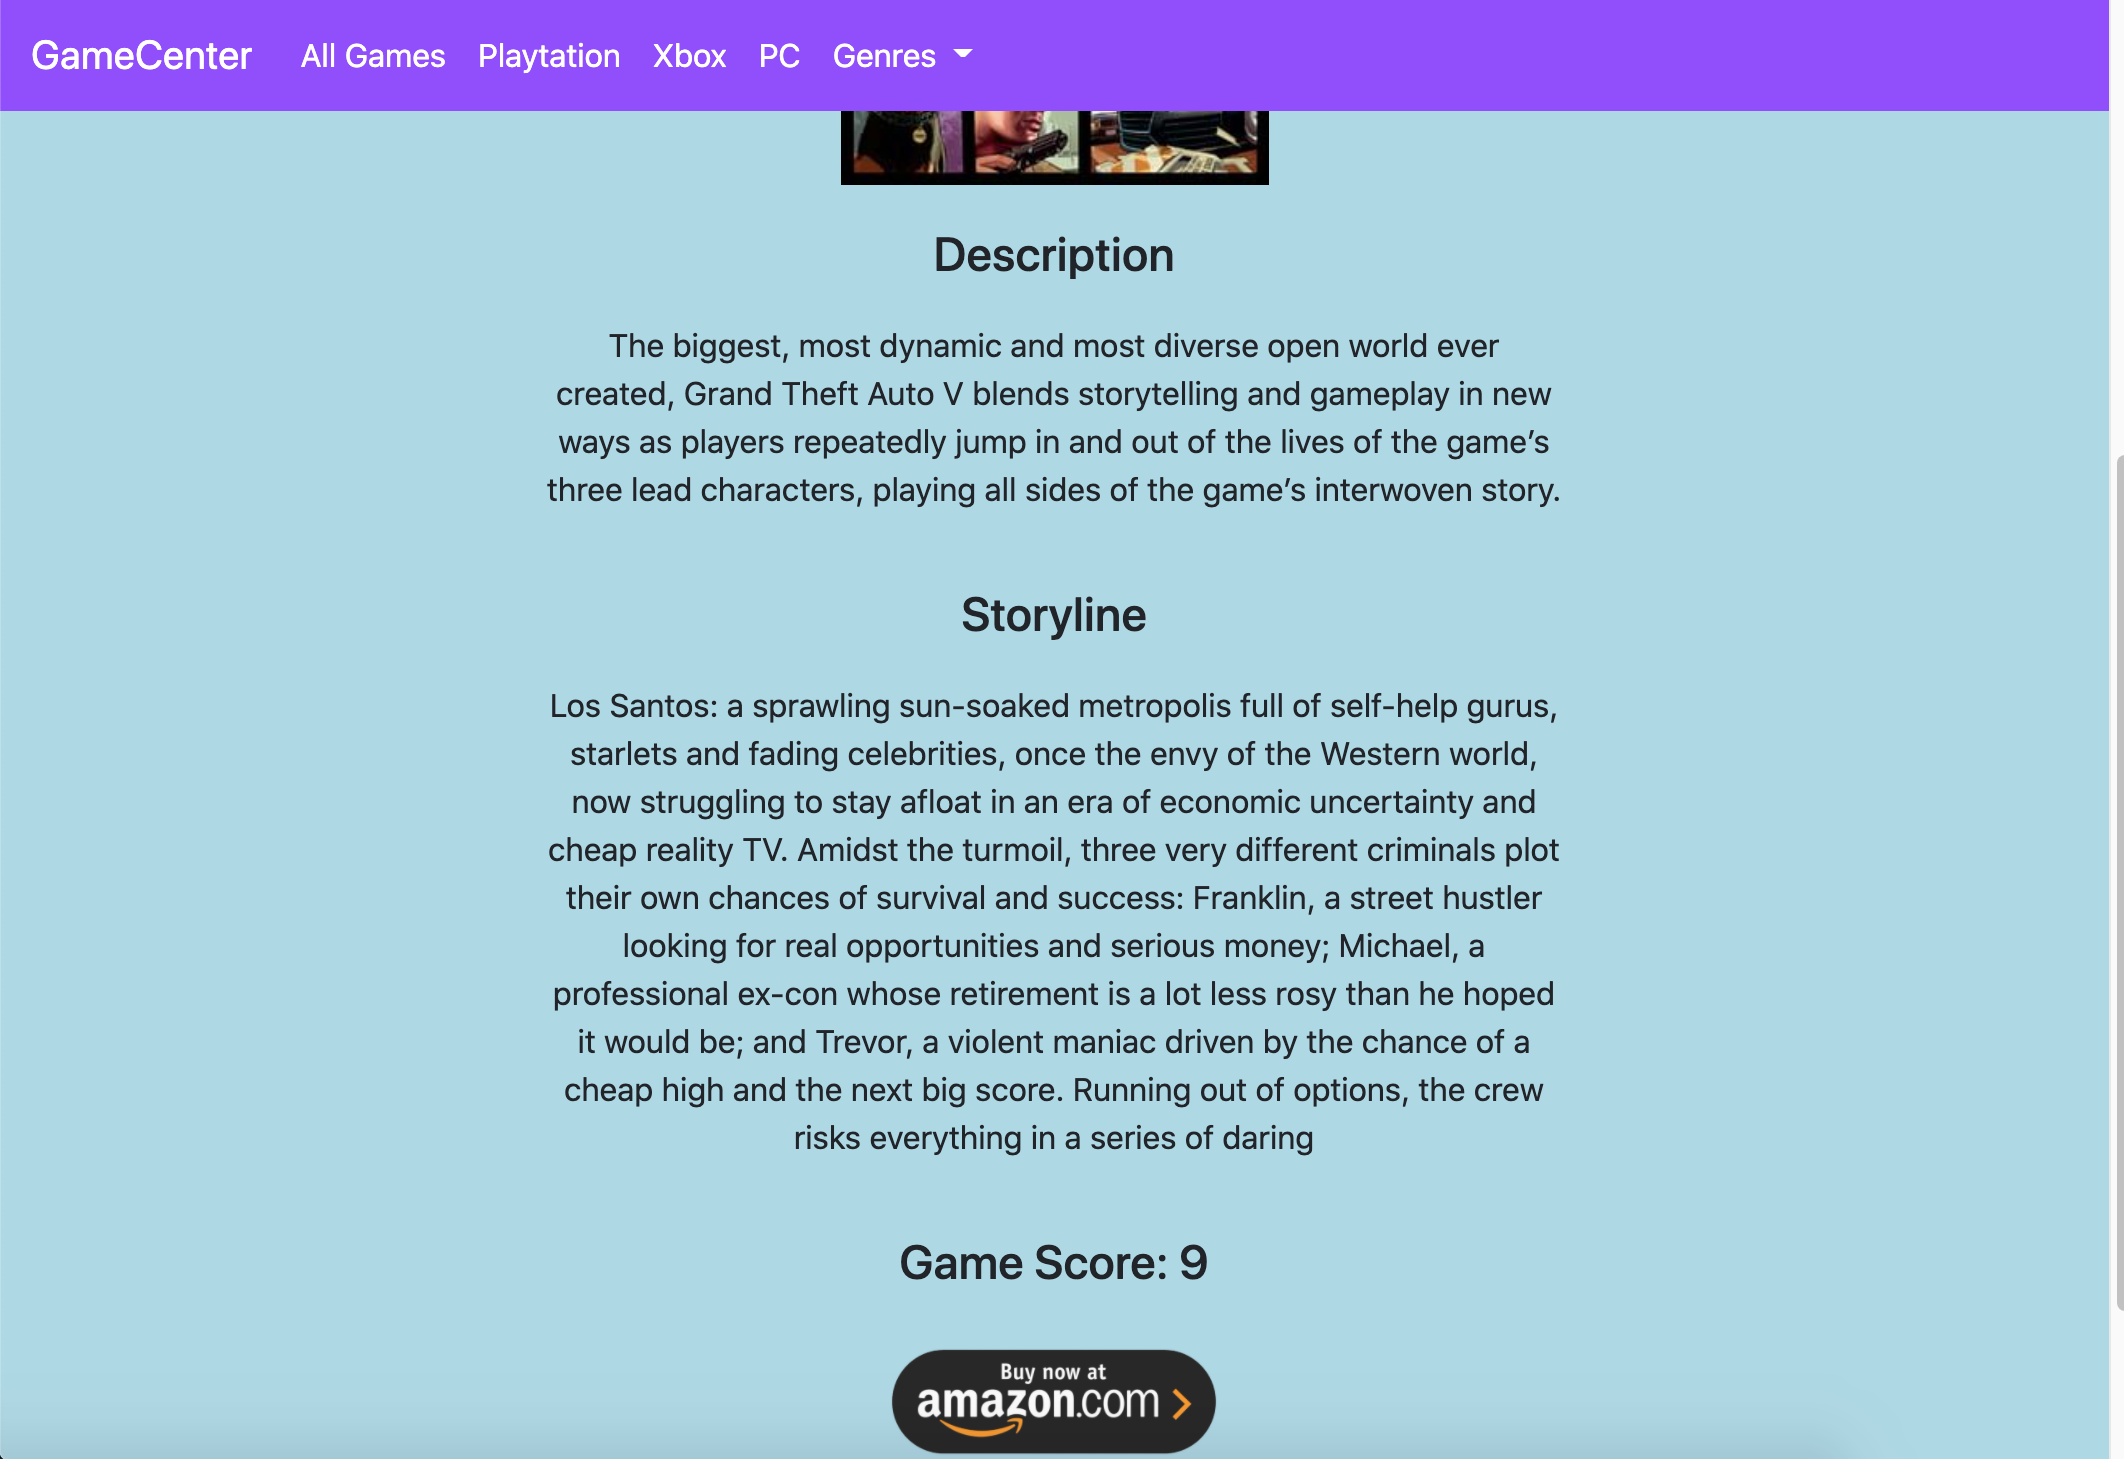 GameCenter All Games Playtation Xbox PC Genres
Description
The biggest, most dynamic and most diverse open world ever
created, Grand Theft Auto V blends storytelling and gameplay in new
ways as players repeatedly jump in and out of the lives of the game’s
three lead characters, playing all sides of the game’s interwoven story.
Storyline
Los Santos: a sprawling sun-soaked metropolis full of self-help gurus,
starlets and fading celebrities, once the envy of the Western world,
now struggling to stay afloat in an era of economic uncertainty and
cheap reality TV. Amidst the turmoil, three very different criminals plot
their own chances of survival and success: Franklin, a street hustler
looking for real opportunities and serious money; Michael, a
professional ex-con whose retirement is a lot less rosy than he hoped
it would be; and Trevor, a violent maniac driven by the chance of a
cheap high and the next big score. Running out of options, the crew
risks everything in a series of daring
Game Score: 9
Buy now at
amazon.com